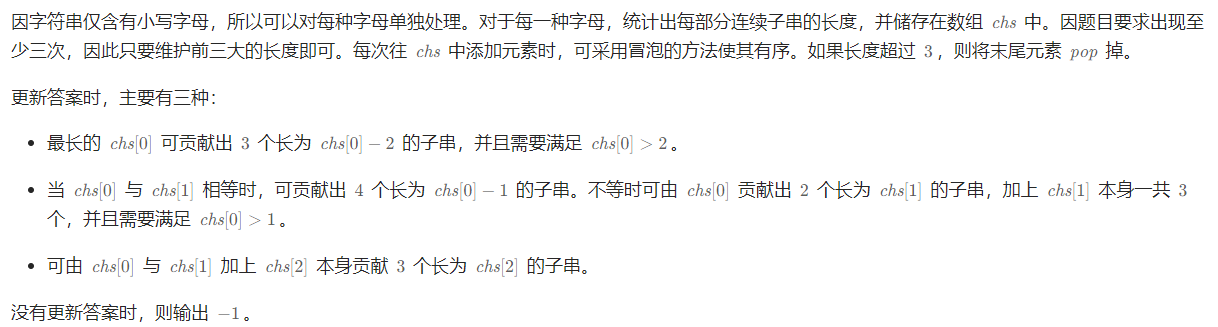 因字符串仅含有小写字母，所以可以对每种字母单独处理。对于每一种字母，统计出每部分连续子串的长度，并储存在数组 chs 中。因题目要求出现至
少三次，因此只要维护前三大的长度即可。每次往 chs 中添加元素时，可采用冒泡的方法使其有序。如果长度超过 3，则将末尾元素 pop 掉。
更新答案时，主要有三种：
• 最长的 chs[0] 可贡献出 3 个长为 chs[0] − 2 的子串，并且需要满足 chs[0] > 2。
• 当 chs[0] 与 chs[1] 相等时，可贡献出 4 个长为 chs[0] − 1 的子串。不等时可由 chs[0] 贡献出 2 个长为 chs[1] 的子串，加上 chs[1] 本身一共 3
个，并且需要满足 chs[0] > 1。
• 可由 chs[0] 与 chs[1] 加上 chs[2] 本身贡献 3 个长为 chs[2] 的子串。
没有更新答案时，则输出 −1。